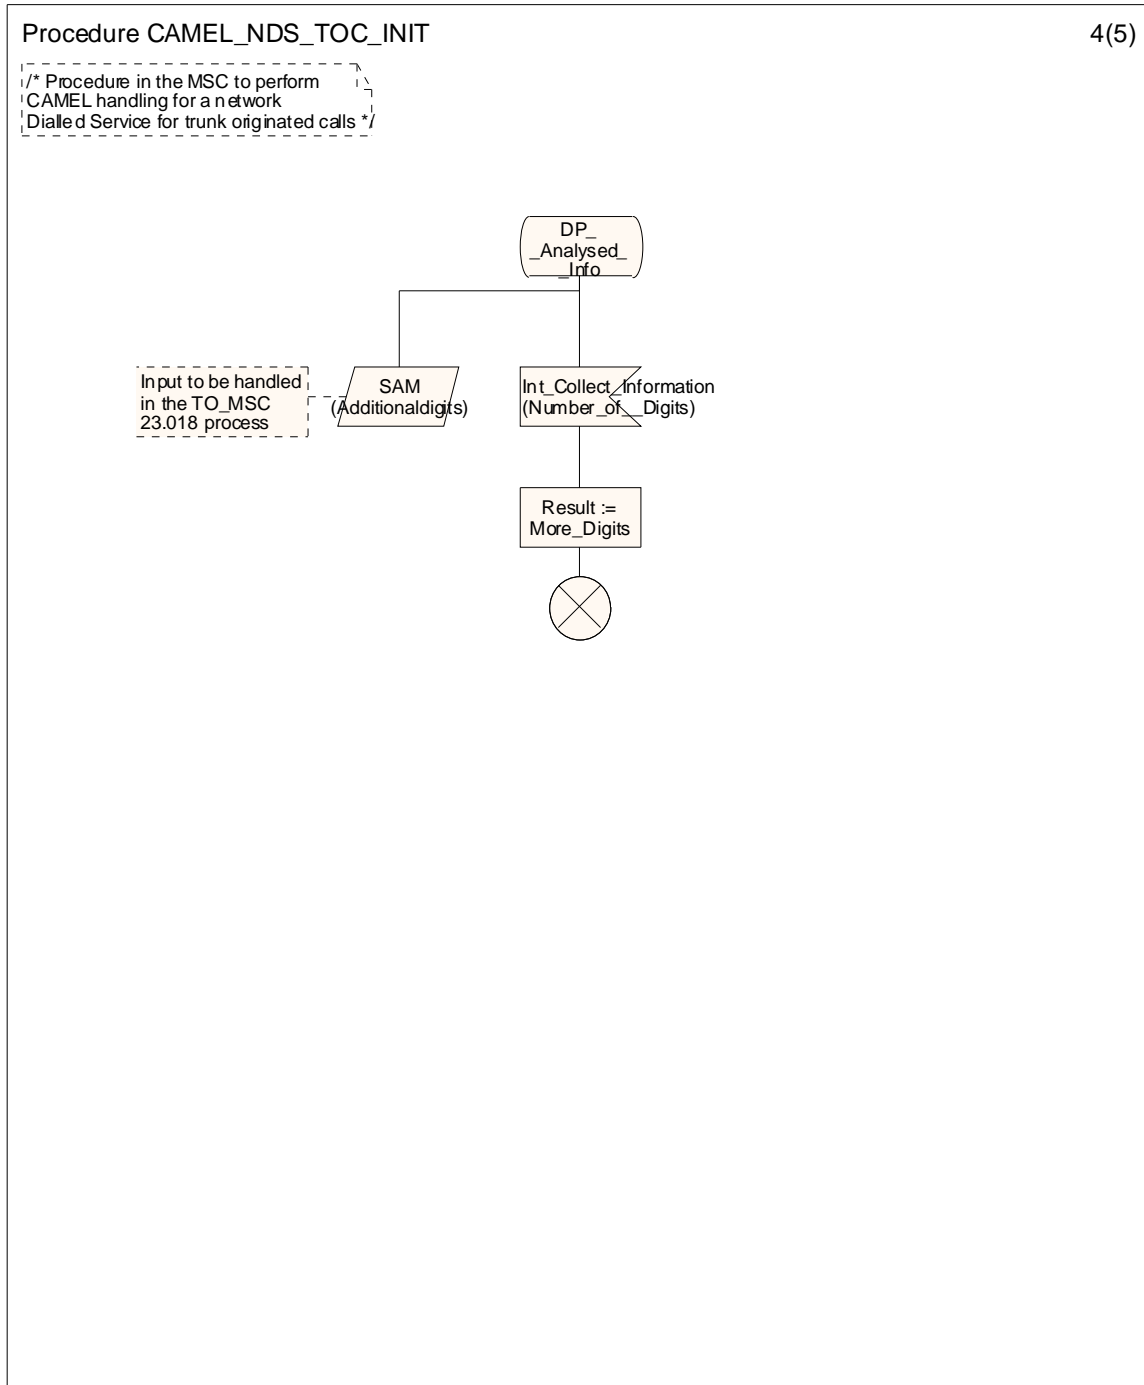 Procedure CAMEL_NDS_TOC_INIT
4(5)
/* Procedure in the MSC to perform
CAMEL handling for a network
Dialled Service for trunk originated calls */
DP_
_Analysed_
_Info
Input to be handled
in the TO_MSC
23.018 process
SAM
(Additionaldigits)
Int_Collect_Information
(Number_of__Digits)
Result :=
More_Digits